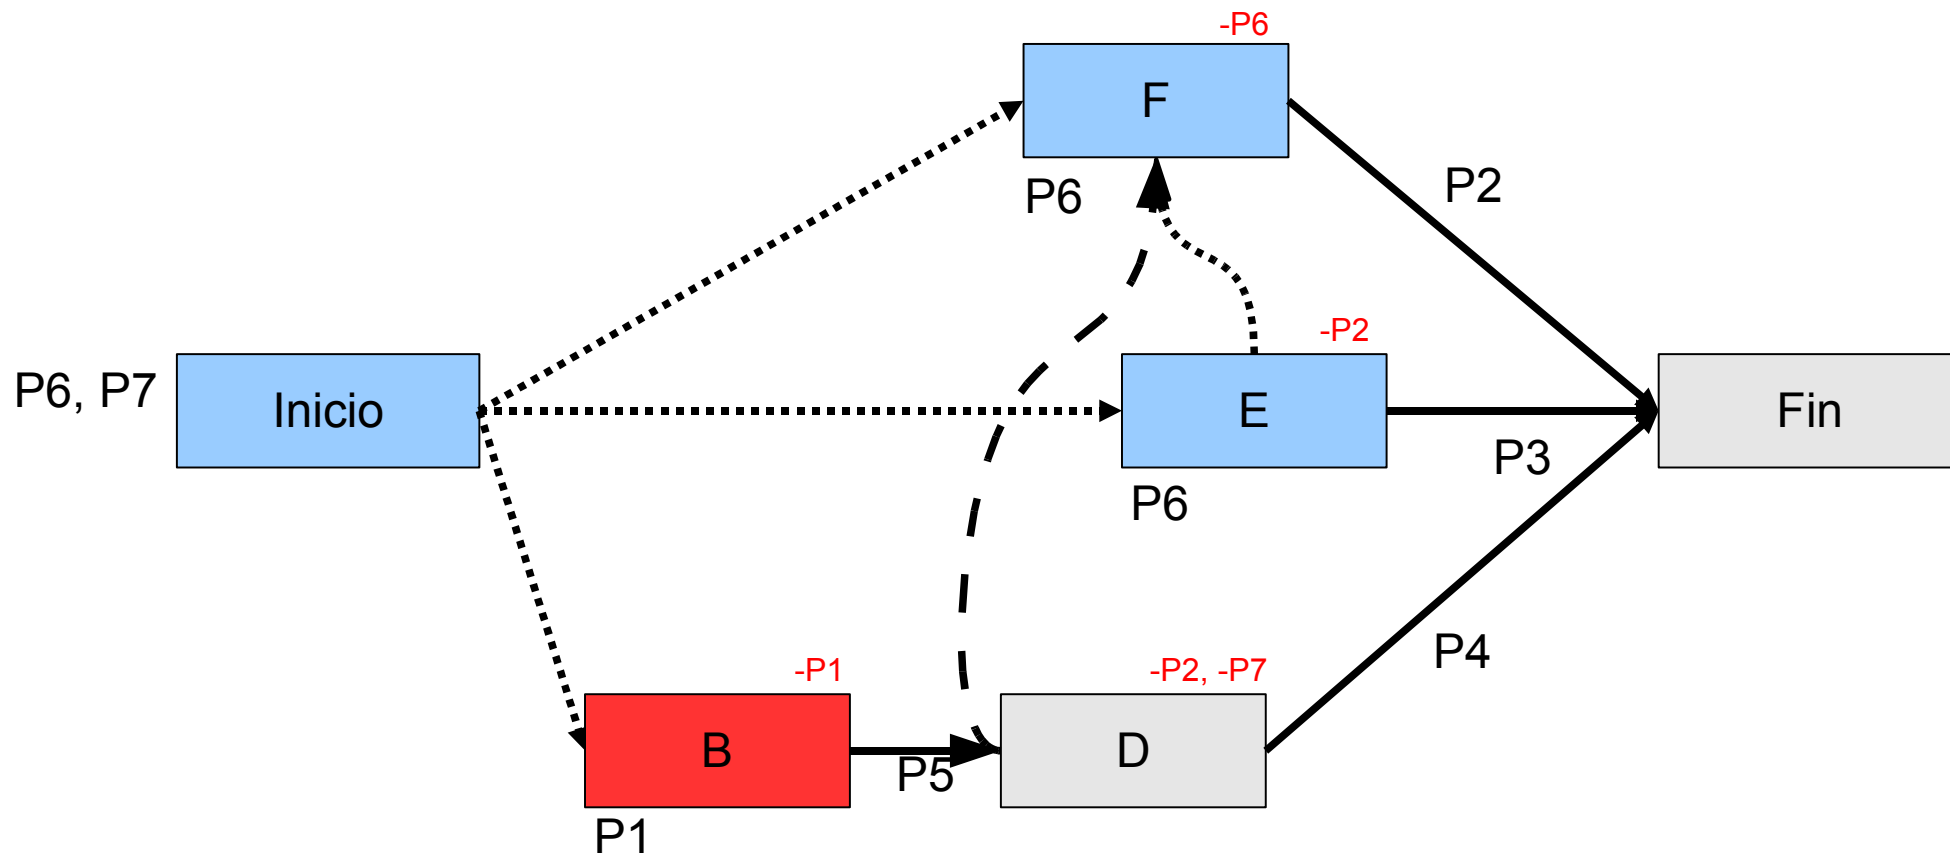 -P6
F
P6
P2
P6, P7
Inicio
-P2
E
P6
P3
Fin
P4
-P1
B
P1
P5
-P2, -P7
D